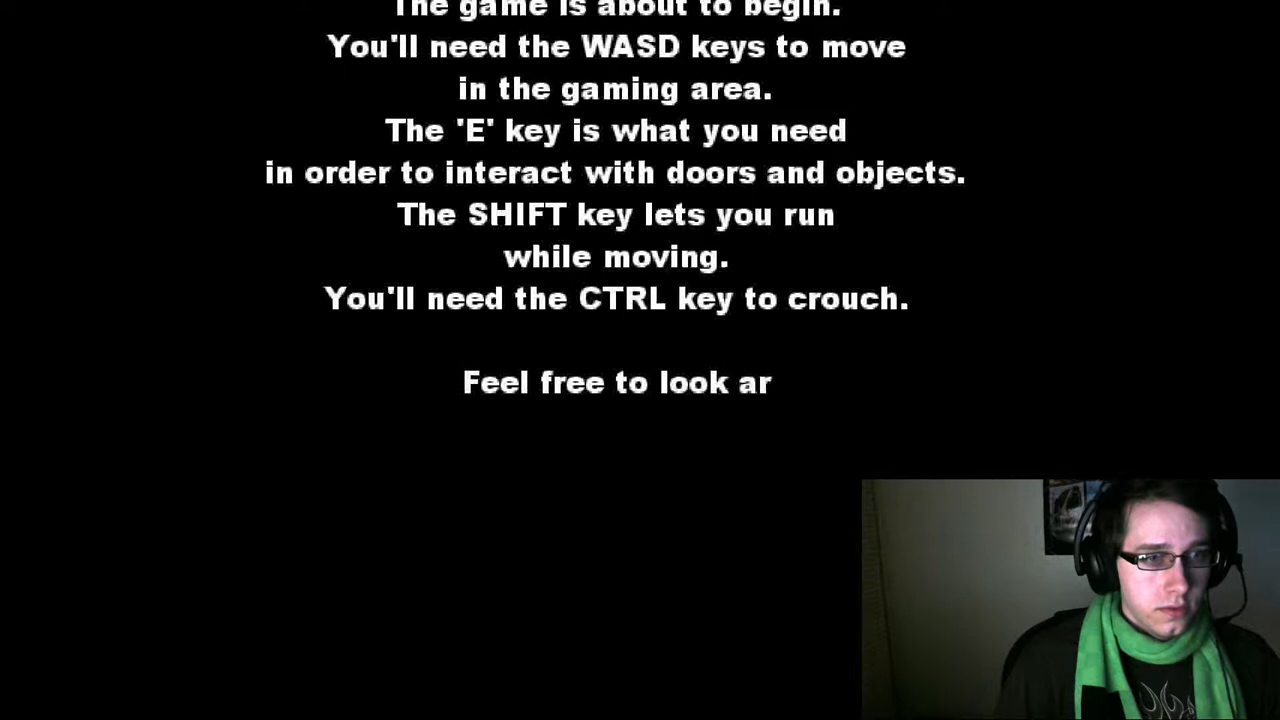 The game is about to begin.
You'll need the WASD keys to move
in the gaming area.
The 'E' key is what you need
in order to interact with doors and objects.
The SHIFT key lets you run
while moving.
You'll need the CTRL key to crouch.
Feel free to look ar